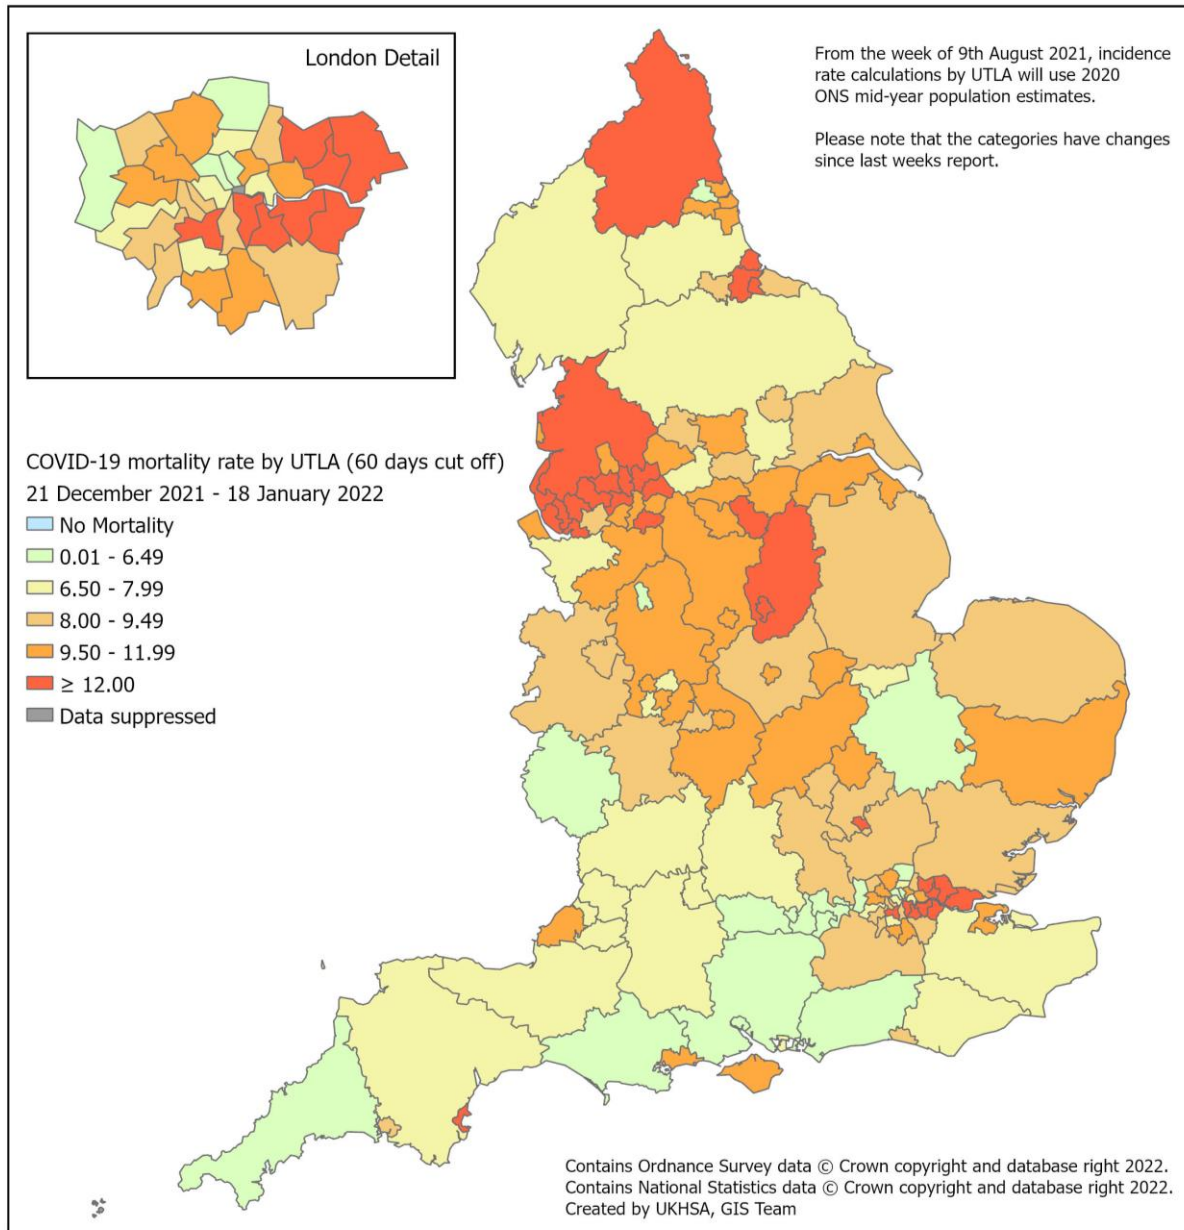 London Detail
From the week of 9th August 2021, incidence
rate calculations by UTLA will use 2020
ONS mid-year population estimates.
Please note that the categories have changes
since last weeks report.
COVID-19 mortality rate by UTLA (60 days cut off)
21 December 2021 - 18 January 2022
No Mortality
0.01 - 6.49
6.50 - 7.99
8.00 - 9.49
9.50 - 11.99
≥ 12.00
Data suppressed
Contains Ordnance Survey data © Crown copyright and database right 2022.
Contains National Statistics data © Crown copyright and database right 2022.
Created by UKHSA, GIS Team